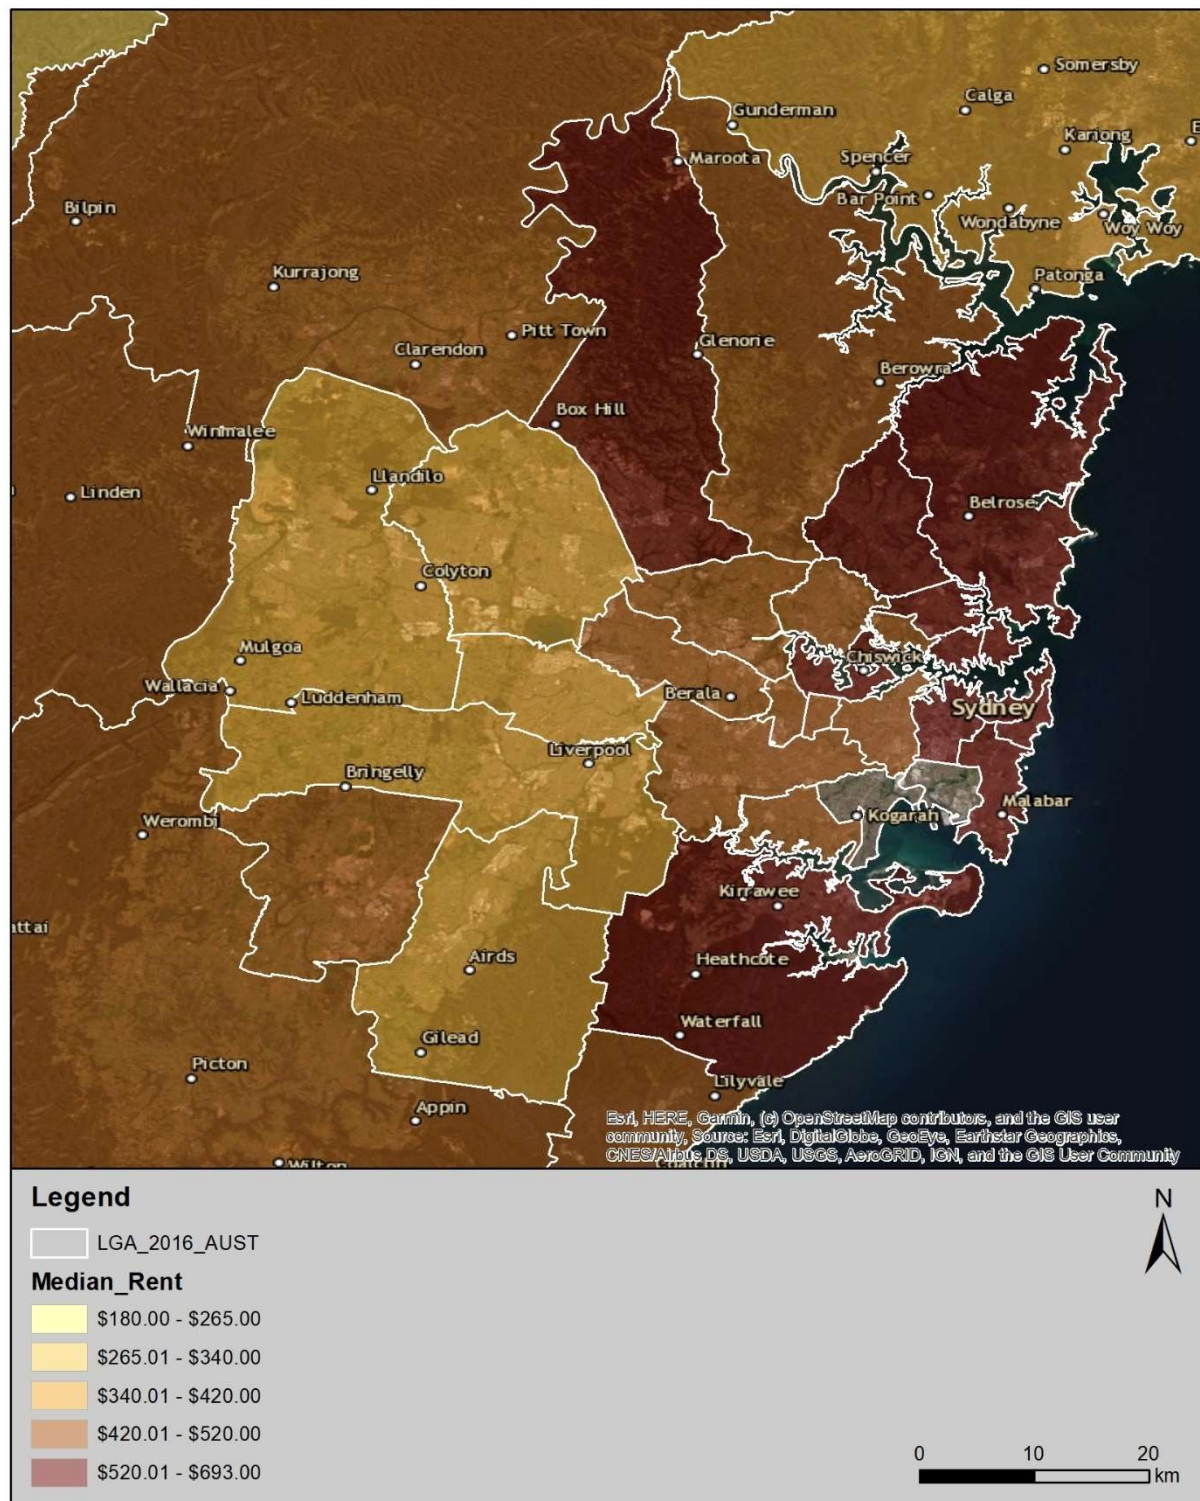 Somersby
Calga
Gunderman
Kariong
E
Maroota
Spencer
Bilpin
Bar Point
Wondabyne
Woy Woy
Kurrajong
Patonga
Pitt Town
Clarendon
Glenorie
Berowra
Box Hill
Winmalee
Llandilo
Linden
Belrose
Colyton
Mulgoa
Chiswick
Wallacia
Luddenham
Berala
Sydney
Liverpool
Bringelly
Werombi
Malabar
Kogarah
Kirrawee
attai
Airds
Heathcote
Waterfall
Gilead
Picton
Lilyvale
Appin
Esri, HERE, Garmin, (c) OpenStreetMap contributors, and the GIS user
community, Source: Esri, DigitalGlobe, GeoEye, Earthstar Geographics,
CNES/Airbus DS, USDA, USGS, AeroGRID, IGN, and the GIS User Community
Wilton
Legend
N
LGA_2016_AUST
Median_Rent
$180.00 - $265.00
$265.01 - $340.00
$340.01 - $420.00
$420.01 - $520.00
$520.01 - $693.00
0 10 20
km